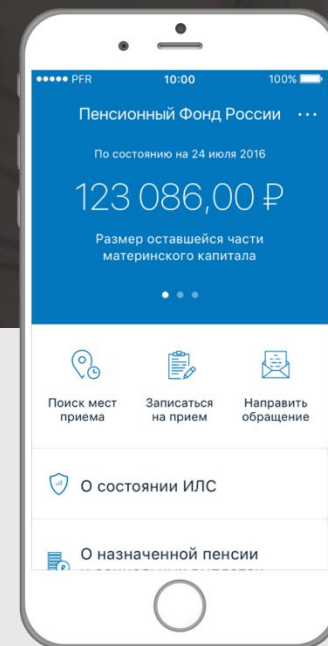 PFR 10:00 100%
Пенсионный Фонд России
По состоянию на 24 июля 2016
123 086,00 ₽
Размер оставшейся части
материнского капитала
Поиск мест
приема
Записаться
на прием
Направить
обращение
О состоянии ИЛС
О назначенной пенсии